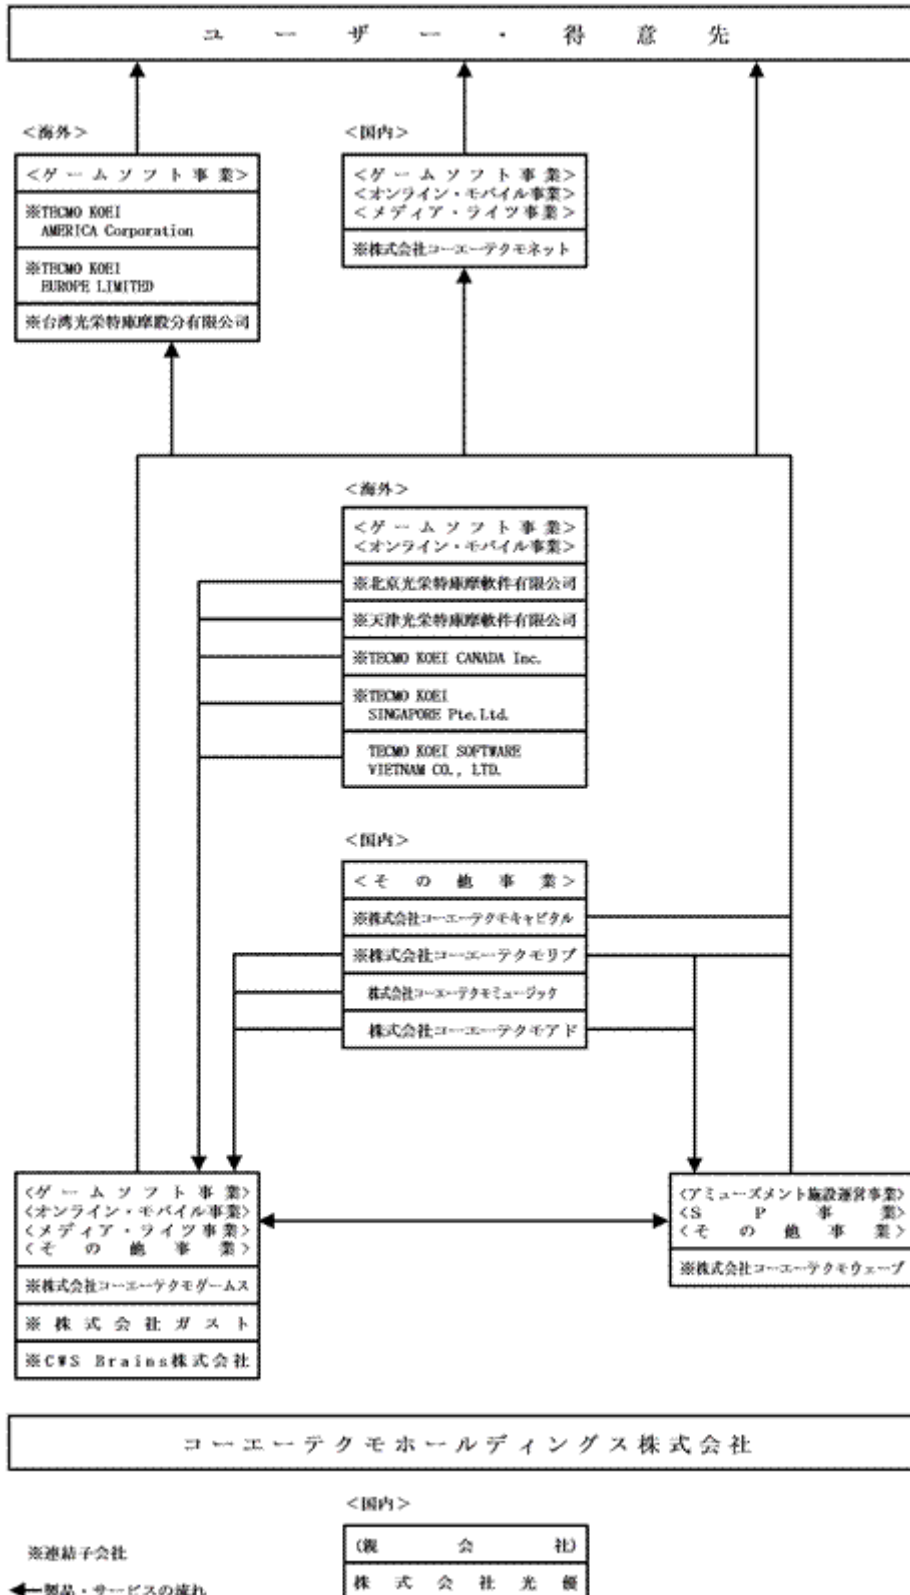 ユーザー・得意先
<海外>
<ゲームソフト事業>
※TECMO KOEI
AMERICA Corporation
※TECMO KOEI
EUROPE LIMITED
※台湾光栄特庫摩股分有限公司
<国内>
<ゲームソフト事業>
<オンライン・モバイル事業>
<メディア・ライツ事業>
※株式会社コーエーテクモネット
<海外>
<ゲームソフト事業>
<オンライン・モバイル事業>
※北京光栄特庫摩軟件有限公司
※天津光栄特庫摩軟件有限公司
※TECMO KOEI CANADA Inc.
※TECMO KOEI
SINGAPORE Pte.Ltd.
TECMO KOEI SOFTWARE
VIETNAM CO., LTD.
<国内>
<その他事業>
※株式会社コーエーテクモキャピタル
※株式会社コーエーテクモリブ
株式会社コーエーテクモミュージック
株式会社コーエーテクモアド
<ゲームソフト事業>
<オンライン・モバイル事業>
<メディア・ライツ事業>
<その他事業>
※株式会社コーエーテクモゲームス
※株式会社ガスト
※CWS Brains株式会社
<アミューズメント施設運営事業>
<SP事業>
<その他事業>
※株式会社コーエーテクモウェーブ
コーエーテクモホールディングス株式会社
<国内>
(親会社)
株式会社光優
※連結子会社
製品・サービスの流れ